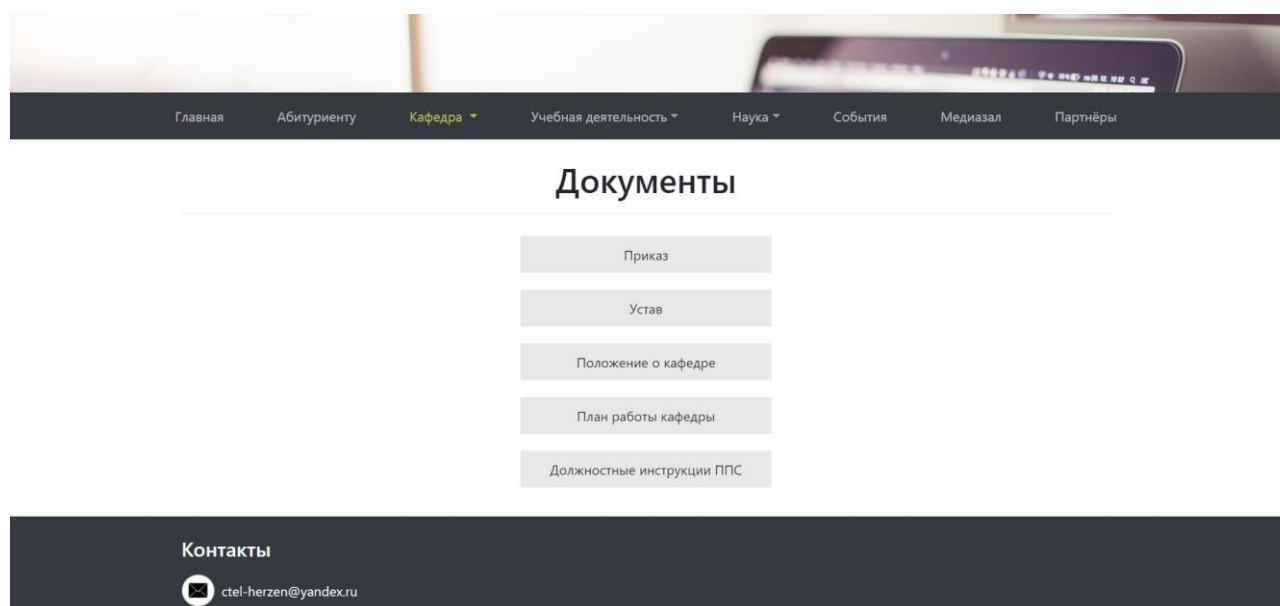 Главная Абитуриенту Кафедра Учебная деятельность Наука События Медиазал Партнёры
Документы
Приказ
Устав
Положение о кафедре
План работы кафедры
Должностные инструкции ППС
Контакты
ctel-herzen@yandex.ru